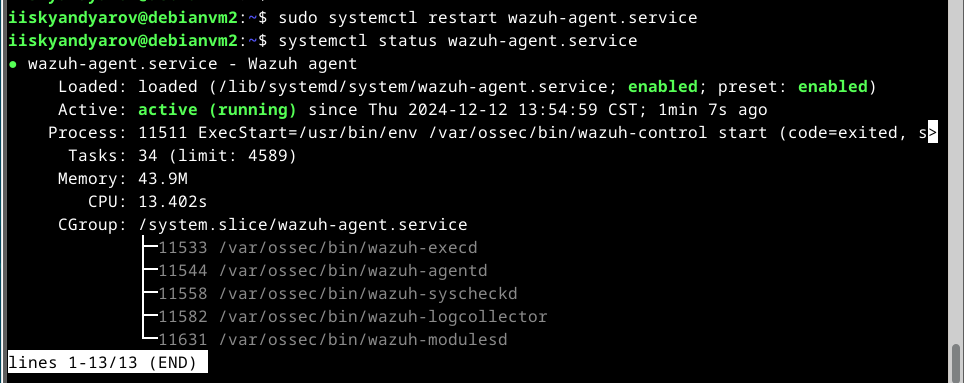 iiskyandyarov@debianvm2:~$ sudo systemctl restart wazuh-agent.service
iiskyandyarov@debianvm2:~$ systemctl status wazuh-agent.service
● wazuh-agent.service - Wazuh agent
Loaded: loaded (/lib/systemd/system/wazuh-agent.service; enabled; preset: enabled)
Active: active (running) since Thu 2024-12-12 13:54:59 CST; 1min 7s ago
Process: 11511 ExecStart=/usr/bin/env /var/ossec/bin/wazuh-control start (code=exited, s>
Tasks: 34 (limit: 4589)
Memory: 43.9M
CPU: 13.402s
CGroup: /system.slice/wazuh-agent.service
├─11533 /var/ossec/bin/wazuh-execd
├─11544 /var/ossec/bin/wazuh-agentd
├─11558 /var/ossec/bin/wazuh-syscheckd
├─11582 /var/ossec/bin/wazuh-logcollector
└─11631 /var/ossec/bin/wazuh-modulesd
lines 1-13/13 (END)